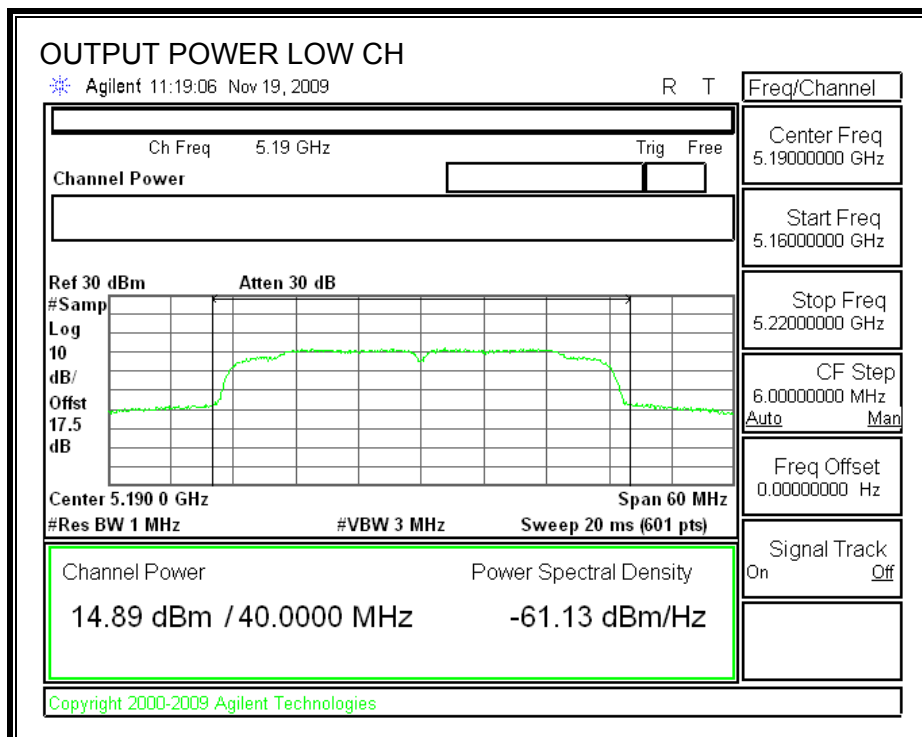 OUTPUT POWER LOW CH
Agilent 11:19:06 Nov 19, 2009 R T
Freq/Channel
Ch Freq 5.19 GHz Trig Free
Channel Power
Center Freq
5.19000000 GHz
Start Freq
5.16000000 GHz
Stop Freq
5.22000000 GHz
CF Step
6.00000000 MHz
Auto Man
Freq Offset
0.00000000 Hz
Signal Track
On Off
Ref 30 dBm Atten 30 dB
#Samp
Log
10
dB/
Offst
17.5
dB
Center 5.190 0 GHz Span 60 MHz
#Res BW 1 MHz #VBW 3 MHz Sweep 20 ms (601 pts)
Channel Power Power Spectral Density
14.89 dBm / 40.0000 MHz -61.13 dBm/Hz
Copyright 2000-2009 Agilent Technologies